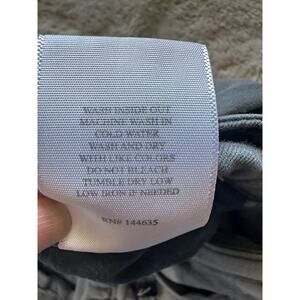 WASH INSIDE OUT
MACHINE WASH IN
COLD WATER
WASH AND DRY
WITH LIKE COLORS
DO NOT BLEACH
TUMBLE DRY LOW
LOW IRON IF NEEDED
RN# 144635